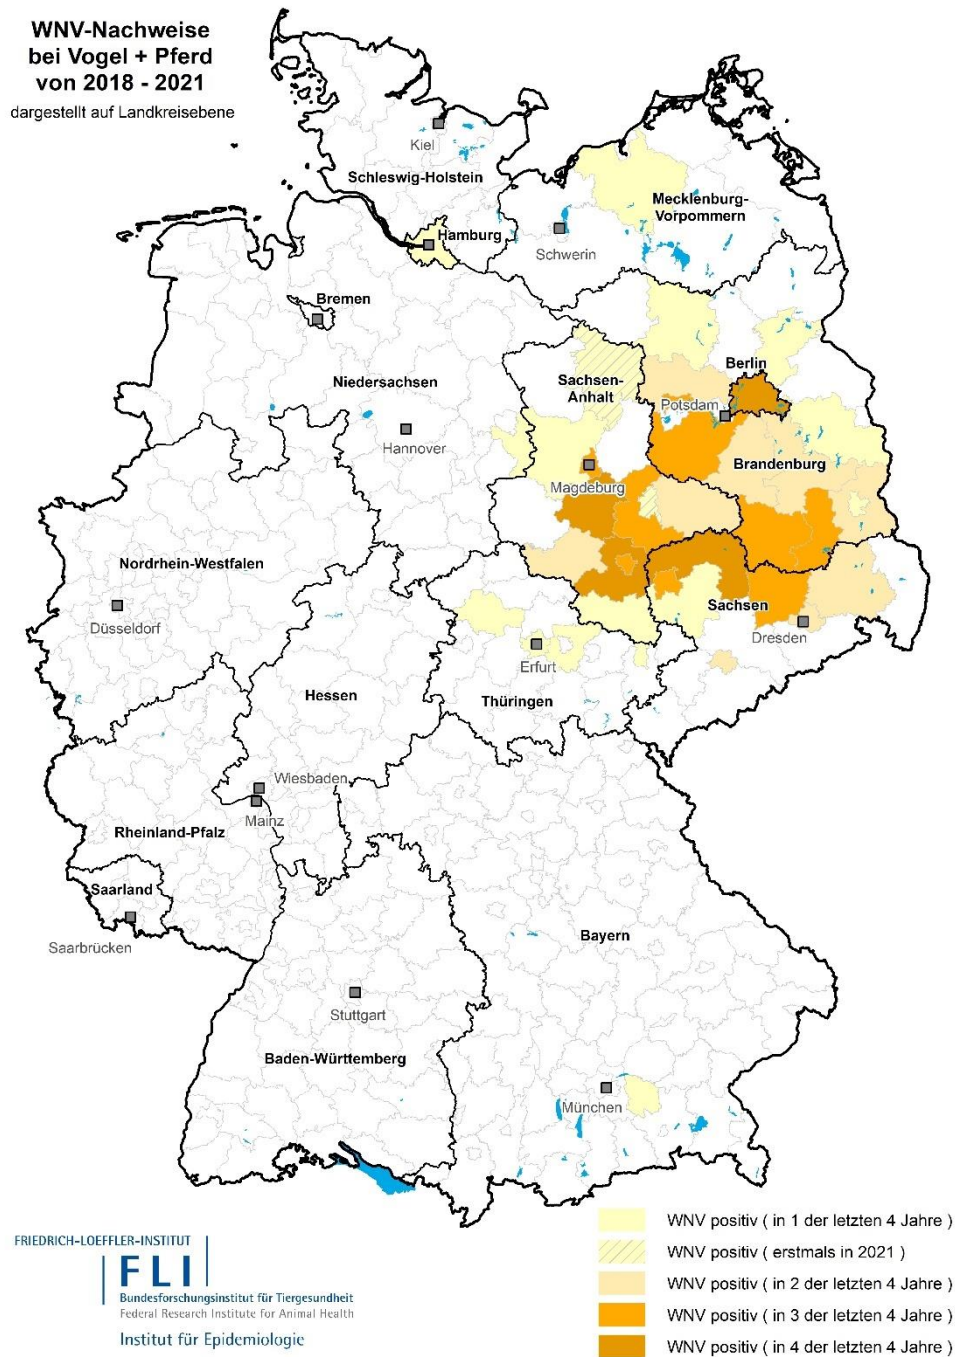 WNV-Nachweise
bei Vogel + Pferd
von 2018 - 2021
dargestellt auf Landkreisebene
Kiel
Schleswig-Holstein
Mecklenburg-
Vorpommern
Hamburg
Schwerin
Bremen
Berlin
Niedersachsen
Sachsen-
Anhalt
Potsdam
Hannover
Brandenburg
Magdeburg
Nordrhein-Westfalen
Düsseldorf
Sachsen
Dresden
Erfurt
Hessen
Thüringen
Wiesbaden
Mainz
Rheinland-Pfalz
Saarland
Saarbrücken
Bayern
Stuttgart
Baden-Württemberg
München
WNV positiv ( in 1 der letzten 4 Jahre )
WNV positiv ( erstmals in 2021 )
WNV positiv ( in 2 der letzten 4 Jahre )
WNV positiv ( in 3 der letzten 4 Jahre )
WNV positiv ( in 4 der letzten 4 Jahre )
FRIEDRICH-LOEFFLER-INSTITUT
FLI
Bundesforschungsinstitut für Tiergesundheit
Federal Research Institute for Animal Health
Institut für Epidemiologie